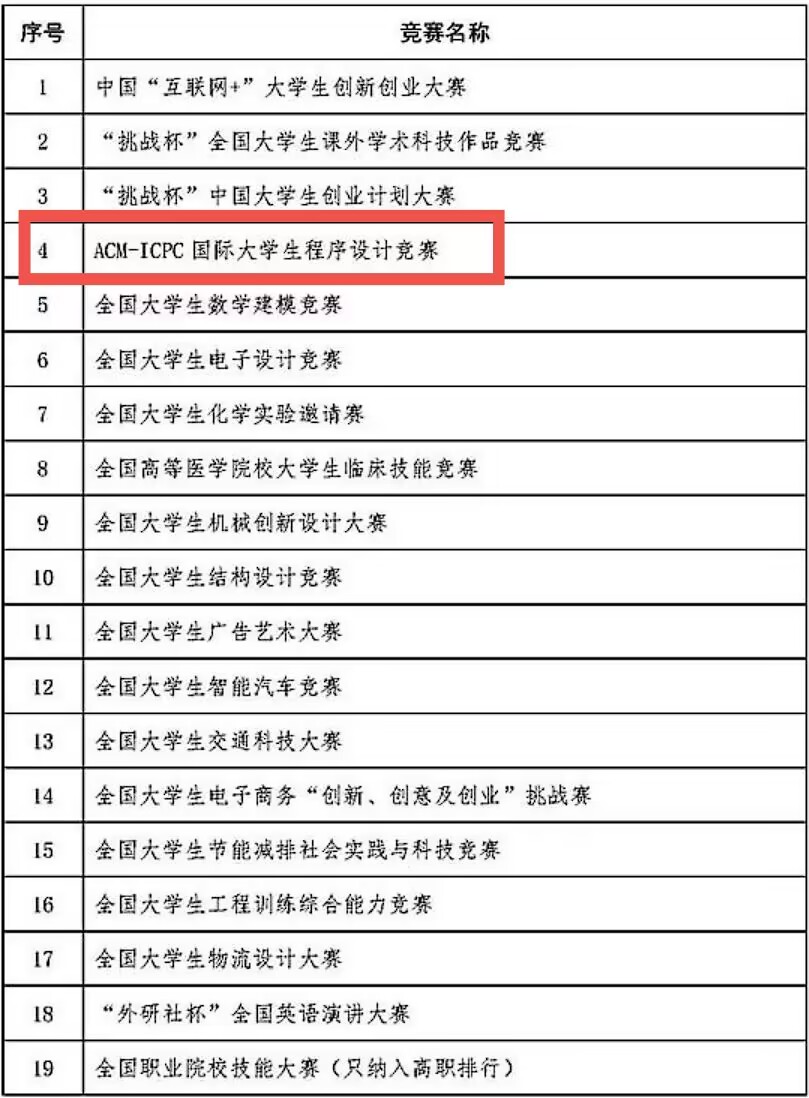 序号 竞赛名称
1 中国“互联网+”大学生创新创业大赛
2 “挑战杯”全国大学生课外学术科技作品竞赛
3 “挑战杯”中国大学生创业计划大赛
4 ACM-ICPC 国际大学生程序设计竞赛
5 全国大学生数学建模竞赛
6 全国大学生电子设计竞赛
7 全国大学生化学实验邀请赛
8 全国高等医学院校大学生临床技能竞赛
9 全国大学生机械创新设计大赛
10 全国大学生结构设计竞赛
11 全国大学生广告艺术大赛
12 全国大学生智能汽车竞赛
13 全国大学生交通科技大赛
14 全国大学生电子商务“创新、创意及创业”挑战赛
15 全国大学生节能减排社会实践与科技竞赛
16 全国大学生工程训练综合能力竞赛
17 全国大学生物流设计大赛
18 “外研社杯”全国英语演讲大赛
19 全国职业院校技能大赛（只纳入高职排行）